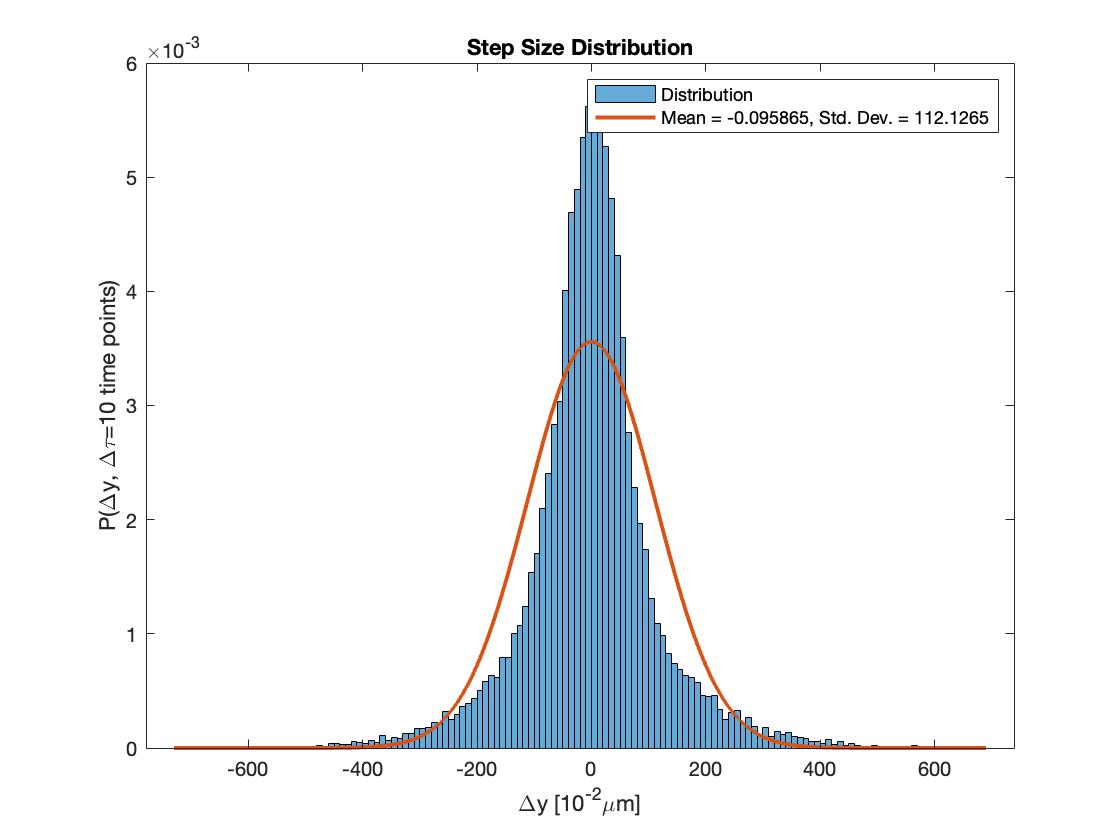 ×10⁻³
Step Size Distribution
Distribution
Mean = -0.095865, Std. Dev. = 112.1265
6
5
4
3
2
1
0
P(Δy, Δτ=10 time points)
-600 -400 -200 0 200 400 600
Δy [10⁻²μm]